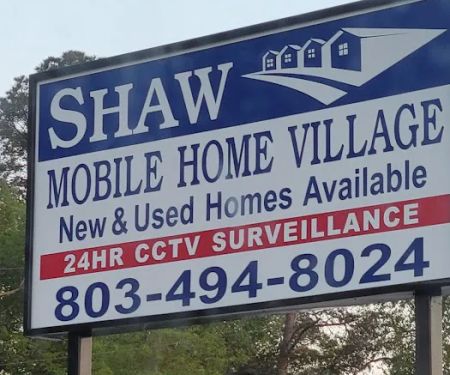 SHAW
MOBILE HOME VILLAGE
New & Used Homes Available
24HR CCTV SURVEILLANCE
803-494-8024